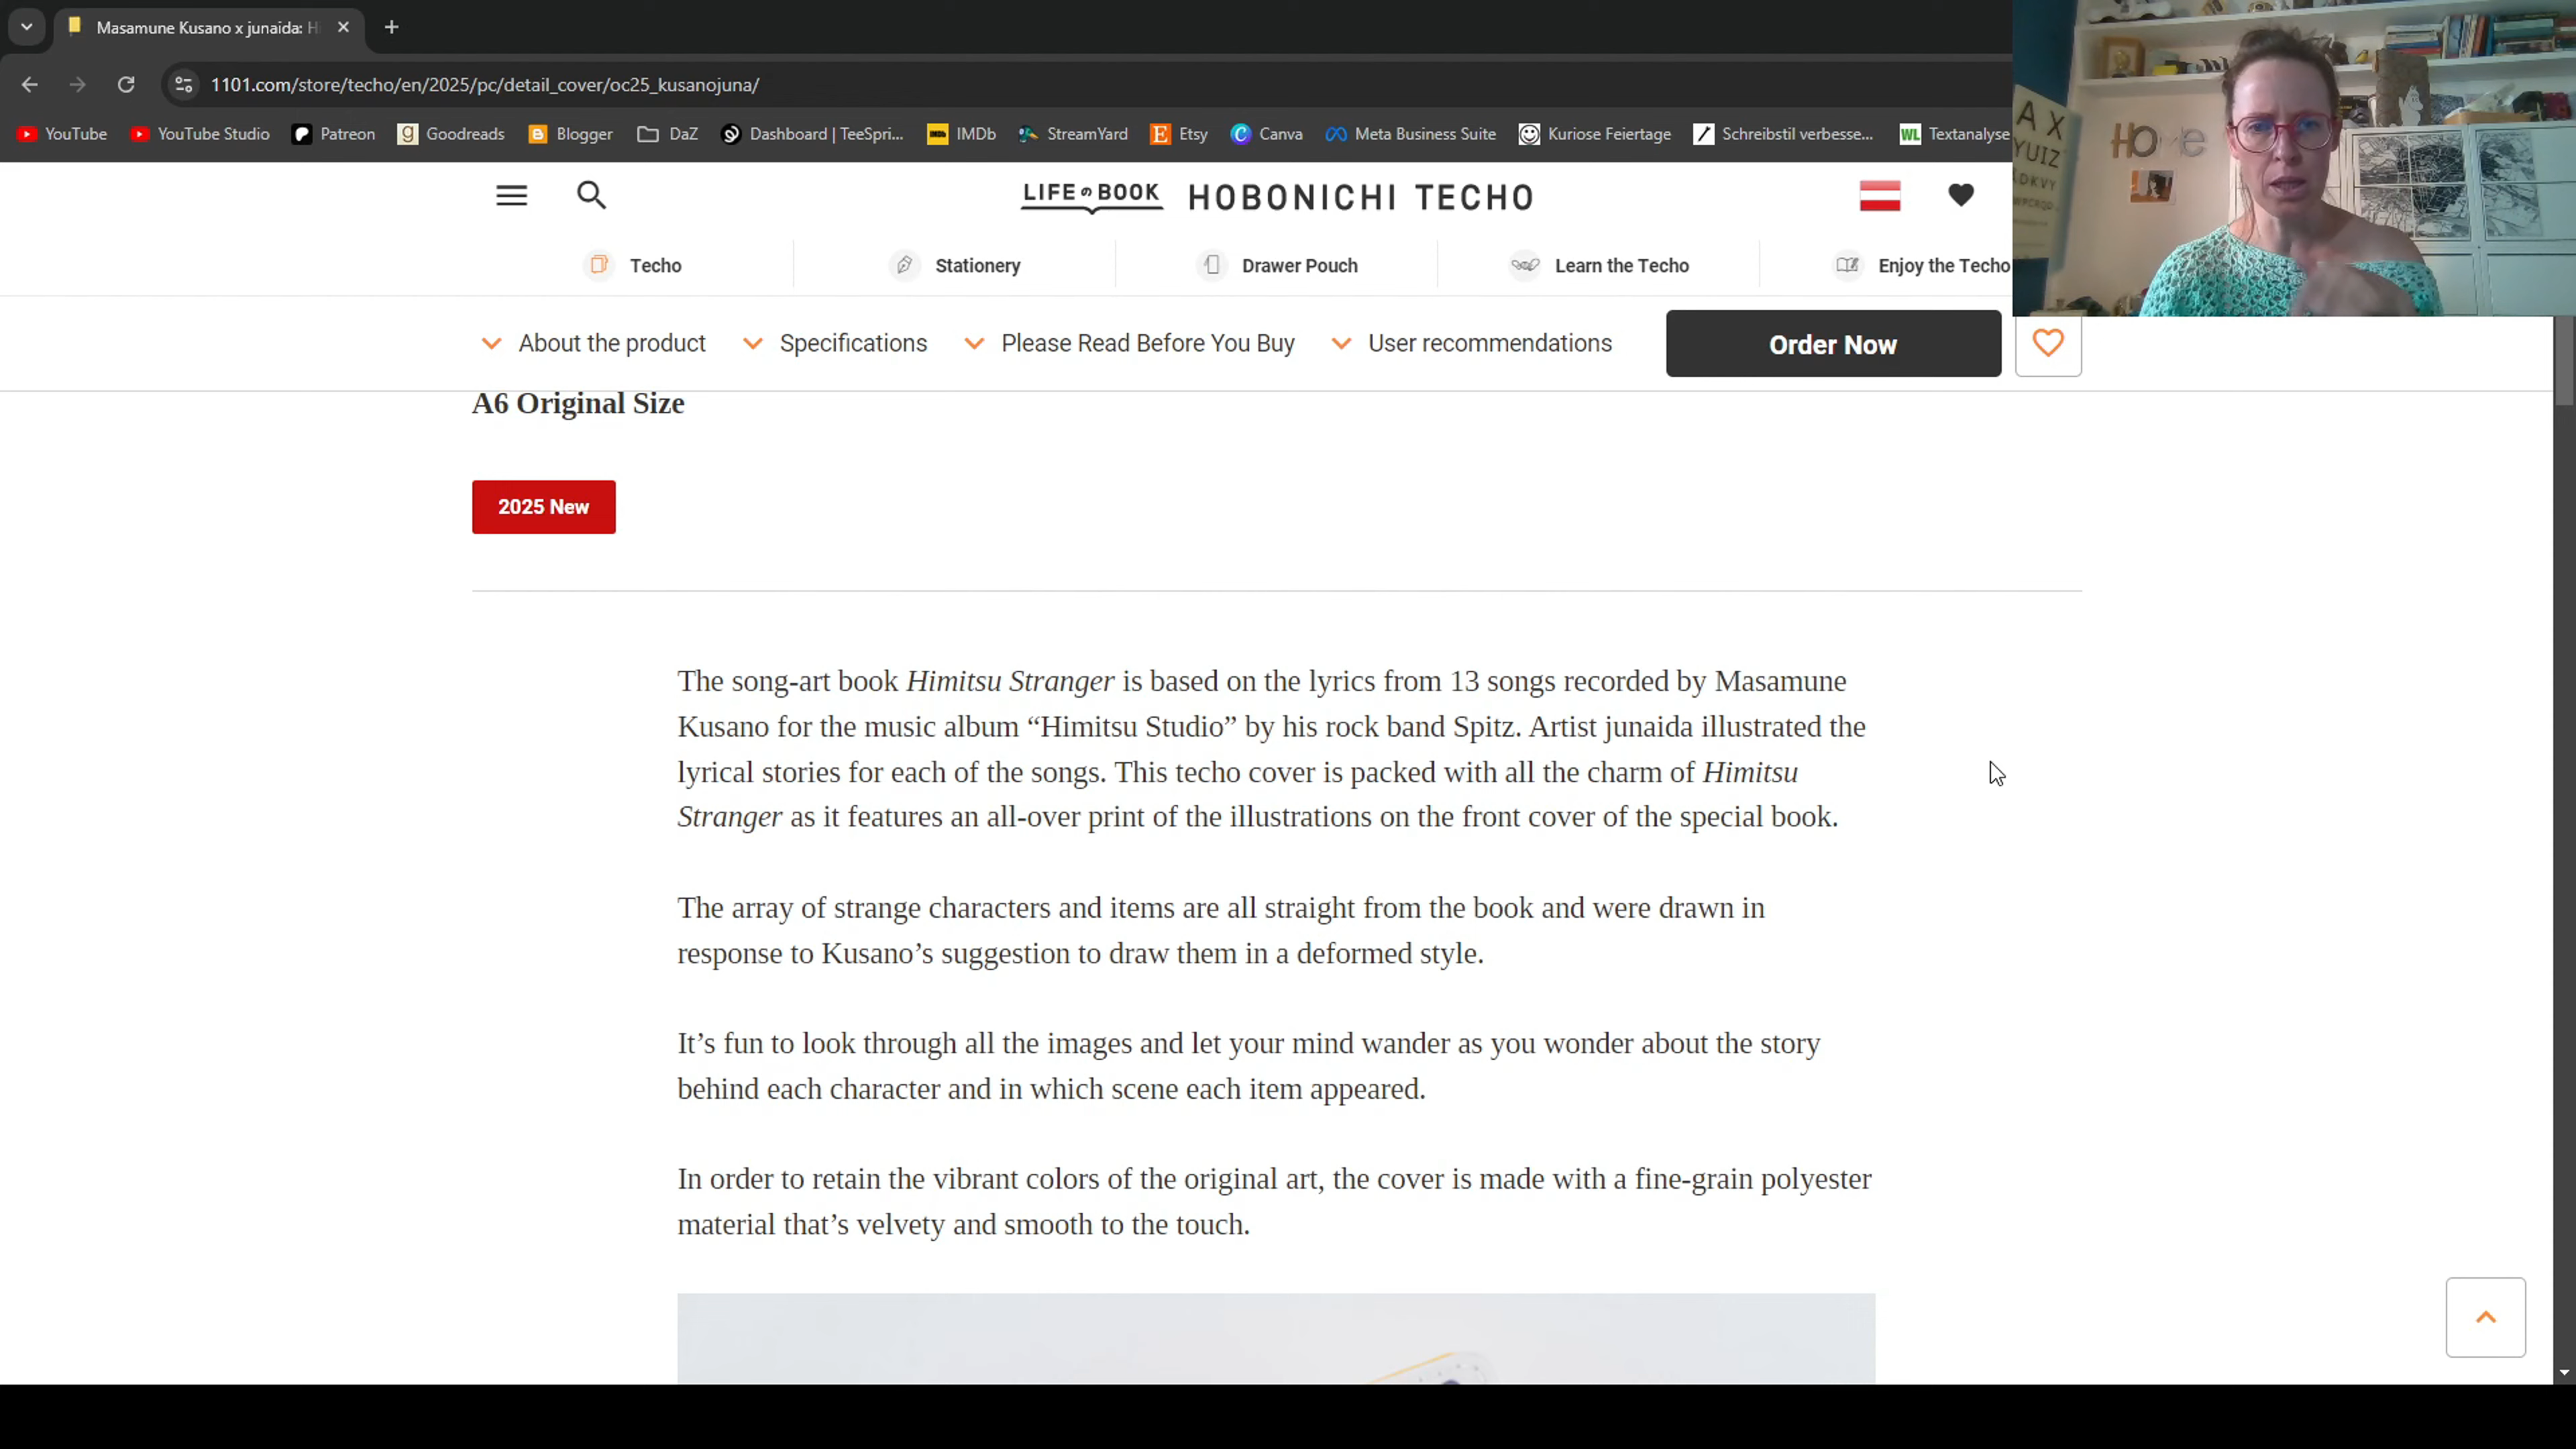 Masamune Kusano x junaida: H
1101.com/store/techo/en/2025/pc/detail_cover/oc25_kusanojuna/
YouTube YouTube Studio Patreon Goodreads Blogger DaZ Dashboard | TeeSpri... IMDb StreamYard Etsy Canva Meta Business Suite Kuriose Feiertage Schreibstil verbesse... WL Textanalyse
A X
YUIZ
DKVY
HOme
LIFE の BOOK HOBONICHI TECHO
Techo Stationery Drawer Pouch Learn the Techo Enjoy the Techo
About the product Specifications Please Read Before You Buy User recommendations Order Now
A6 Original Size
2025 New
The song-art book Himitsu Stranger is based on the lyrics from 13 songs recorded by Masamune
Kusano for the music album “Himitsu Studio” by his rock band Spitz. Artist junaida illustrated the
lyrical stories for each of the songs. This techo cover is packed with all the charm of Himitsu
Stranger as it features an all-over print of the illustrations on the front cover of the special book.
The array of strange characters and items are all straight from the book and were drawn in
response to Kusano’s suggestion to draw them in a deformed style.
It’s fun to look through all the images and let your mind wander as you wonder about the story
behind each character and in which scene each item appeared.
In order to retain the vibrant colors of the original art, the cover is made with a fine-grain polyester
material that’s velvety and smooth to the touch.